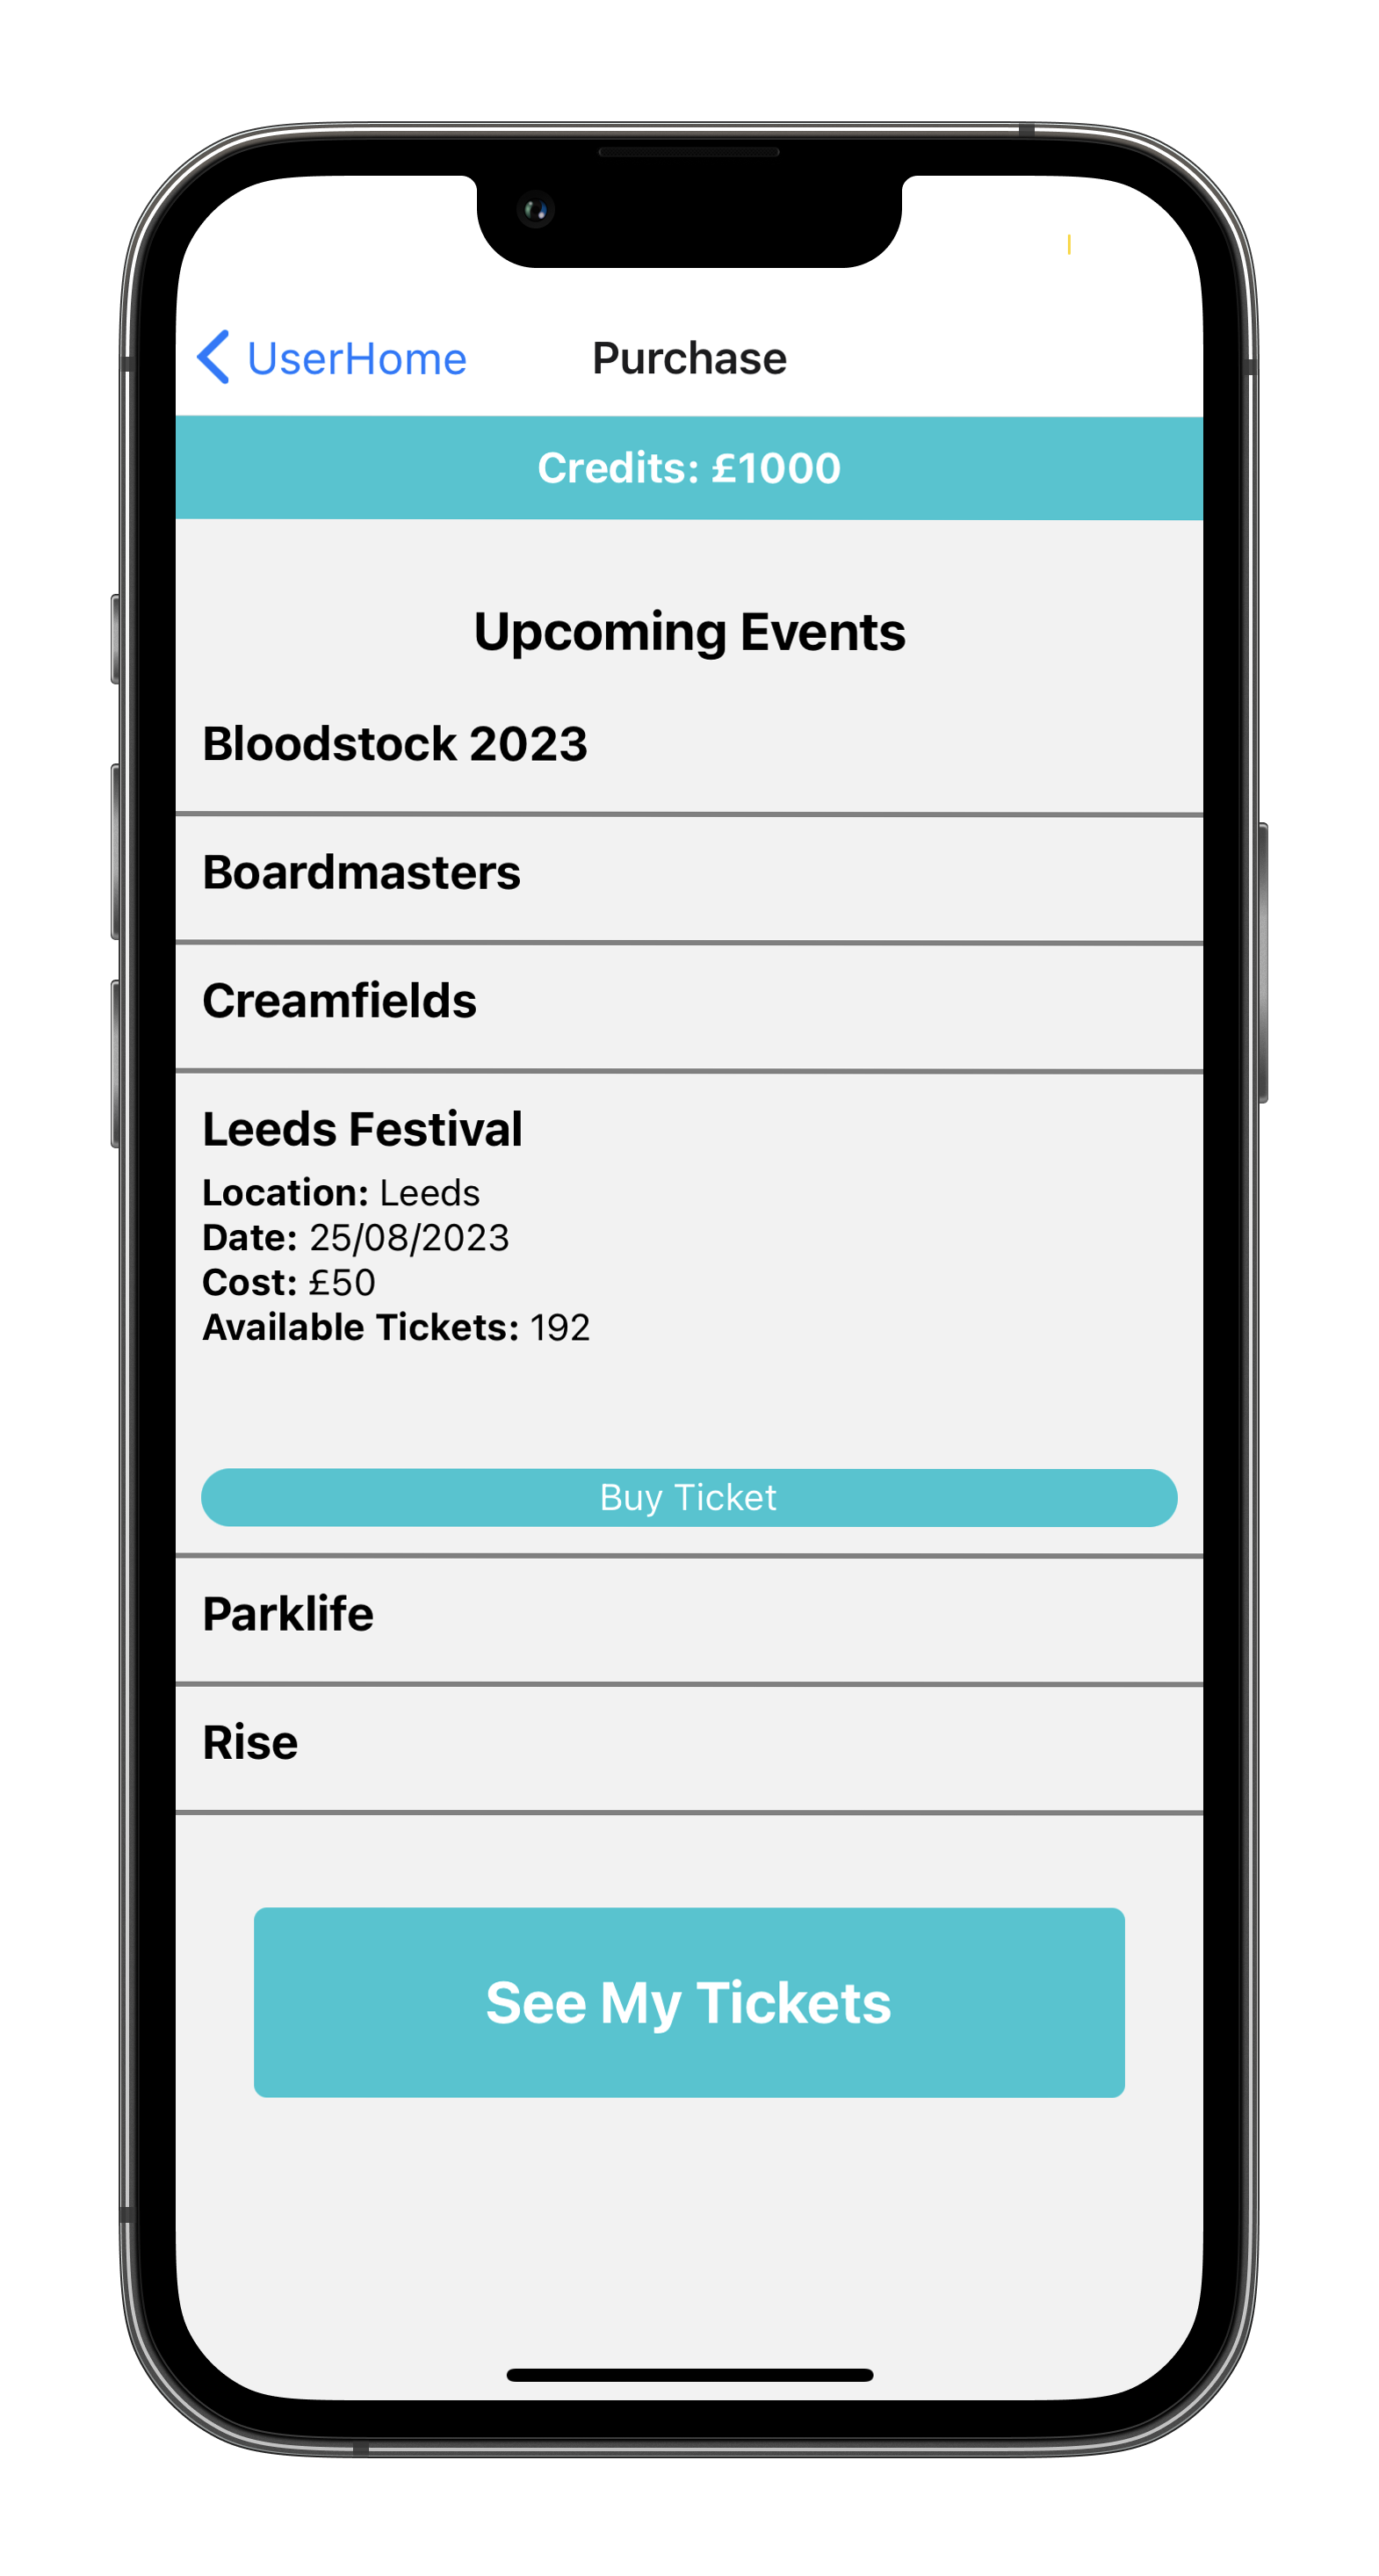 UserHome
Purchase
Credits: £1000
Upcoming Events
Bloodstock 2023
Boardmasters
Creamfields
Leeds Festival
Location: Leeds
Date: 25/08/2023
Cost: £50
Available Tickets: 192
Buy Ticket
Parklife
Rise
See My Tickets